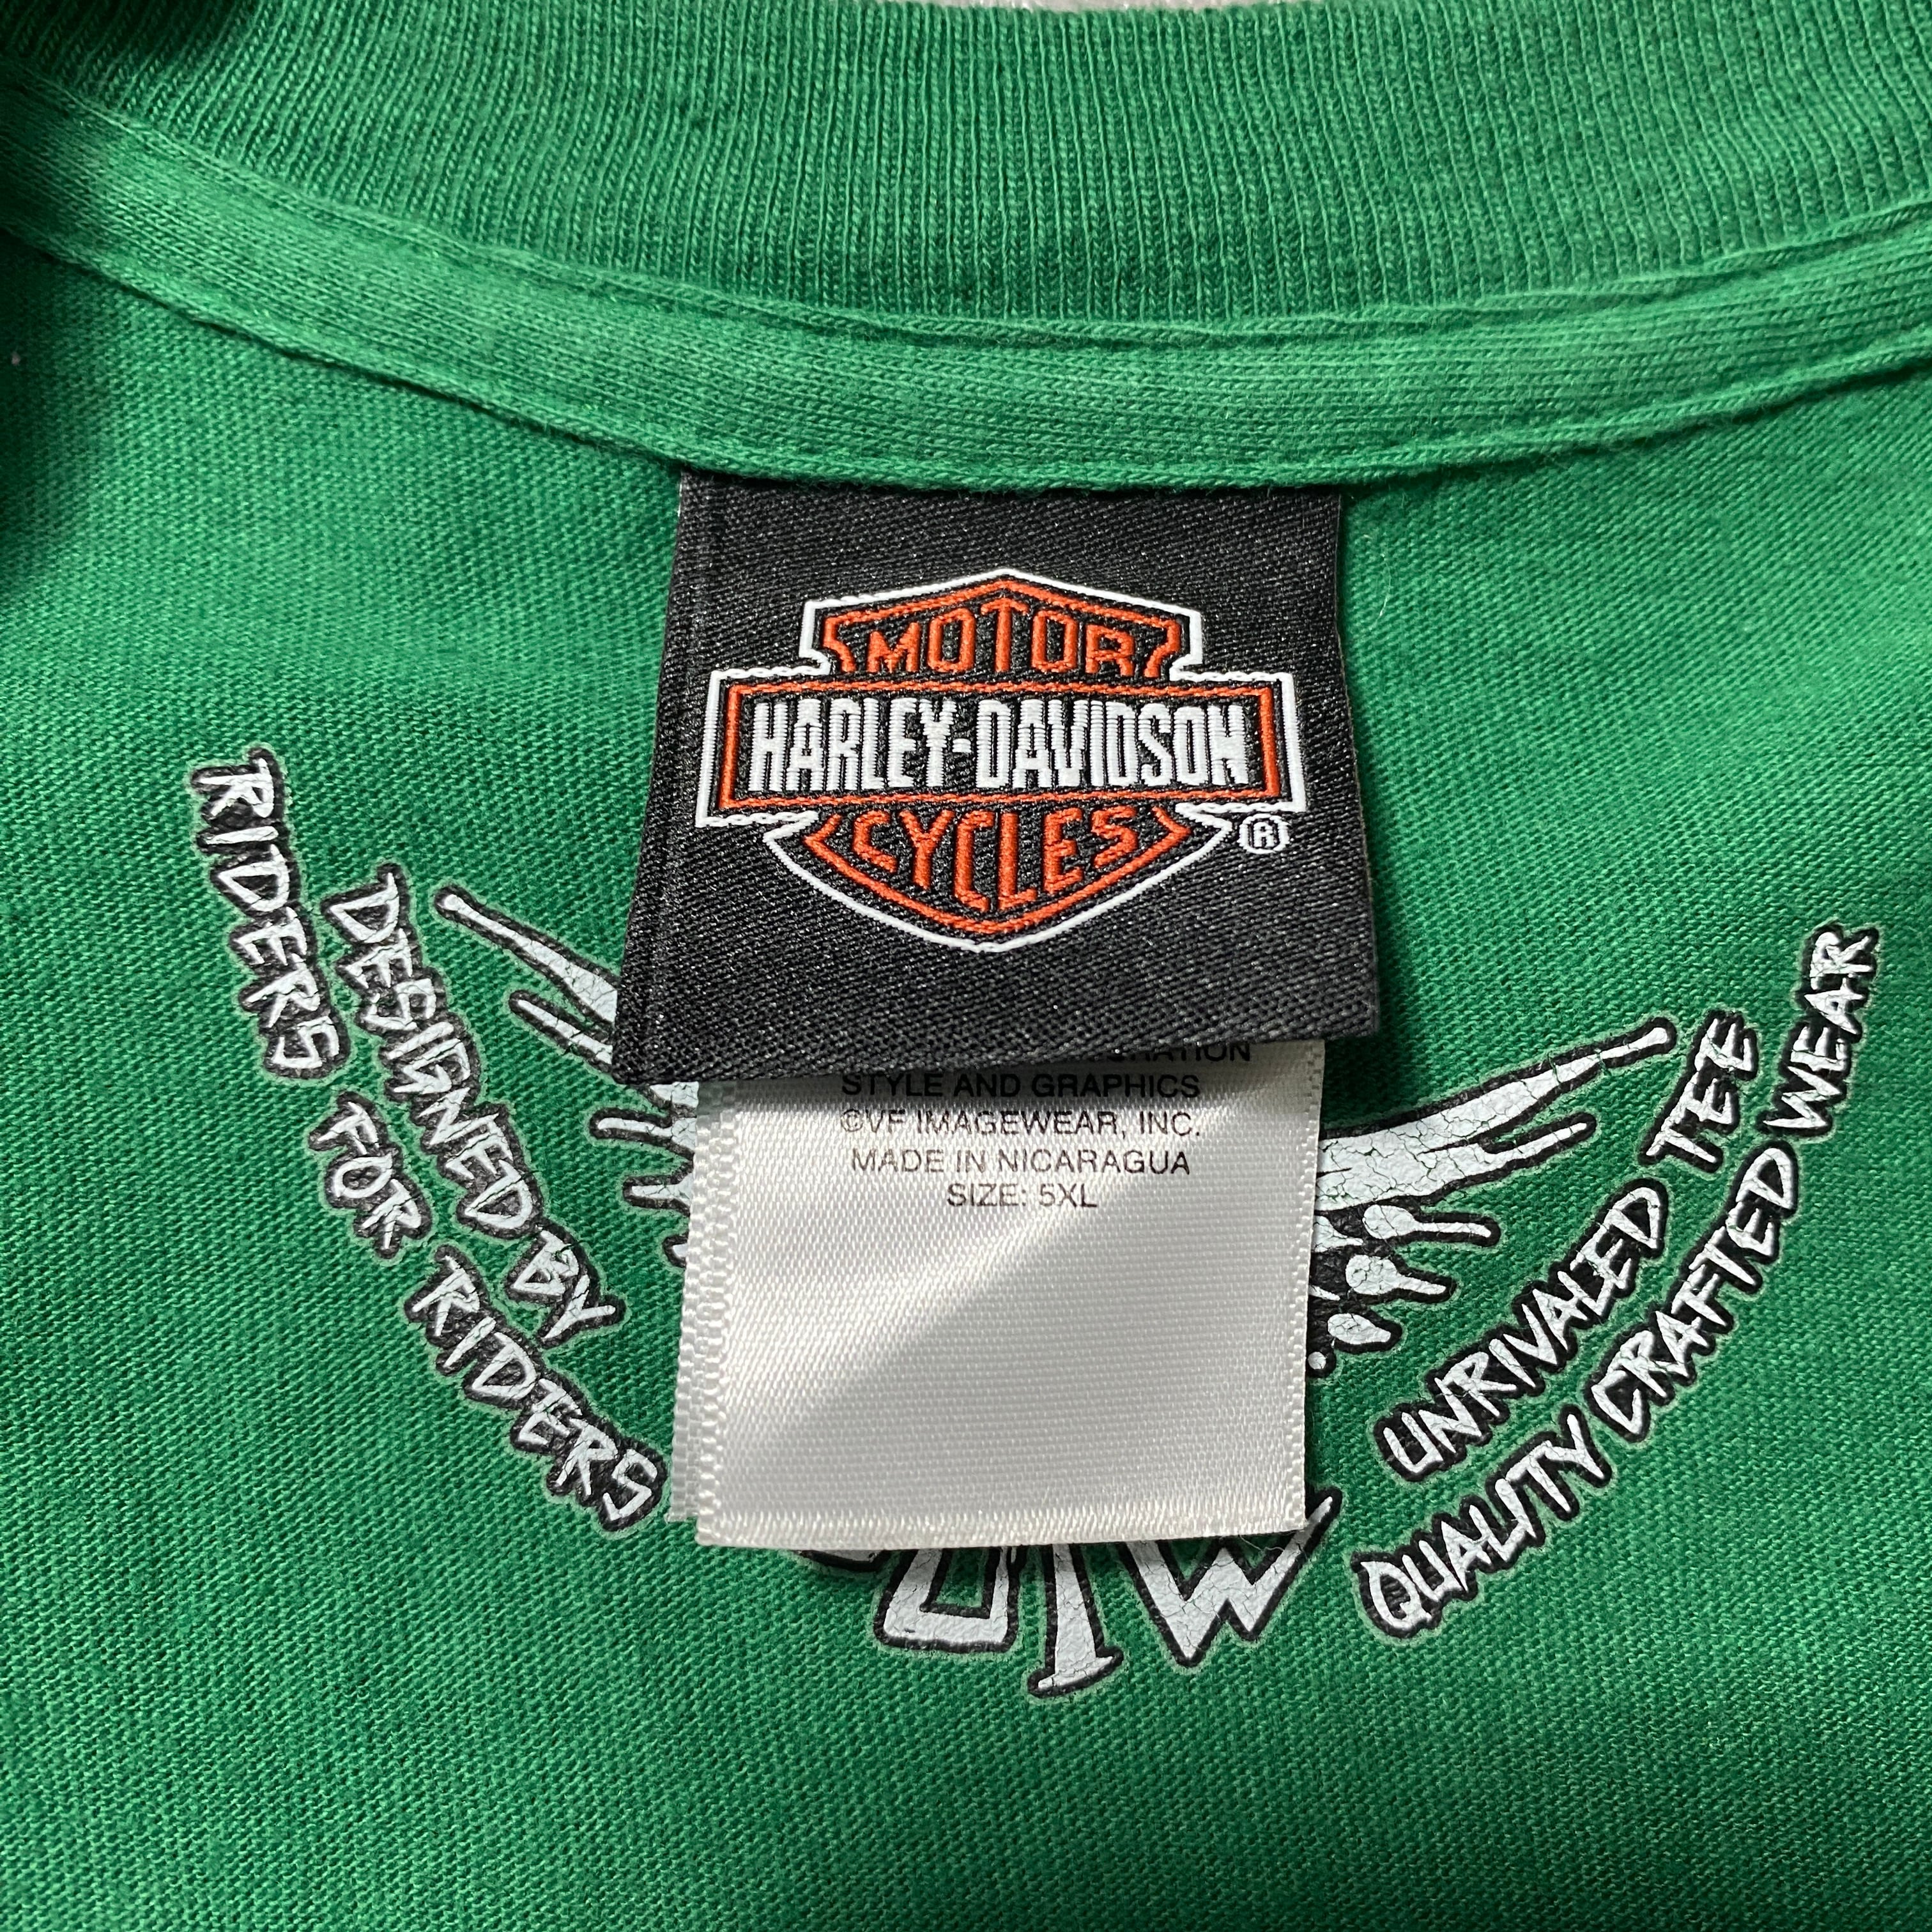 MOTOR
HARLEY-DAVIDSON
CYCLES
®
STYLE AND GRAPHICS
©VF IMAGEWEAR, INC.
MADE IN NICARAGUA
SIZE: 5XL
DESIGNED BY
RIDERS FOR RIDERS
UNRIVALED TEE
QUALITY CRAFTED WEAR